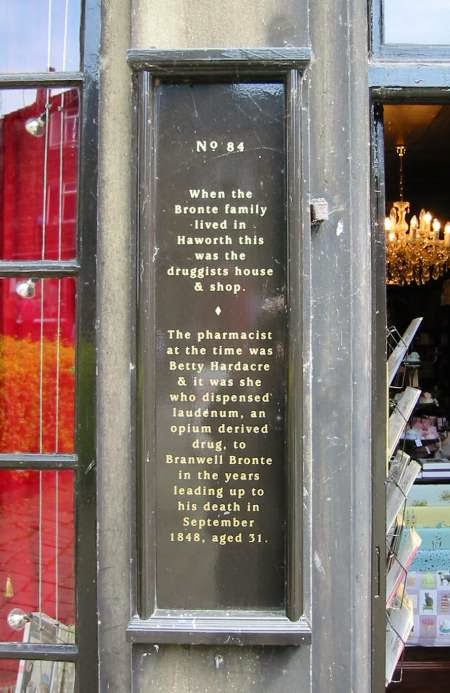 Nº 84
When the
Bronte family
lived in
Haworth this
was the
druggists house
& shop.
The pharmacist
at the time was
Betty Hardacre
& it was she
who dispensed
laudenum, an
opium derived
drug, to
Branwell Bronte
in the years
leading up to
his death in
September
1848, aged 31.